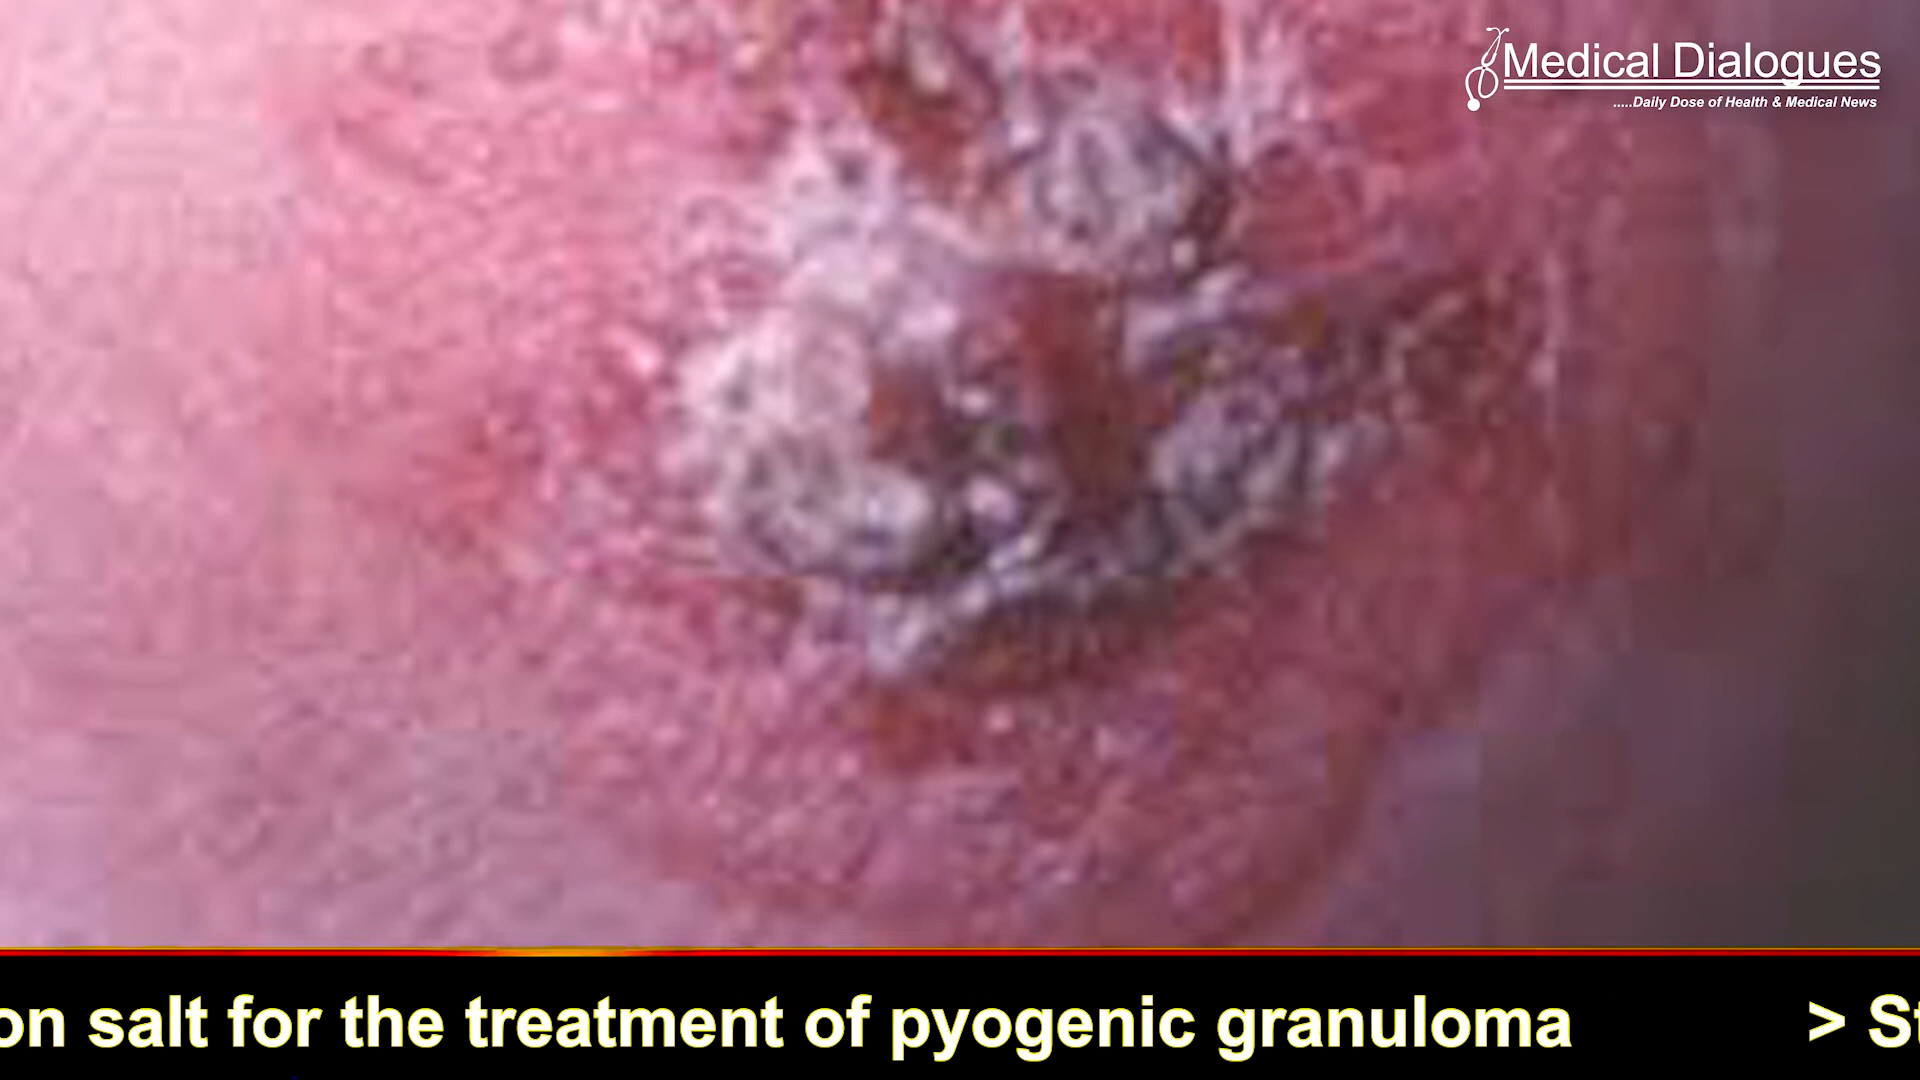 Medical Dialogues
.....Daily Dose of Health & Medical News
on salt for the treatment of pyogenic granuloma > St